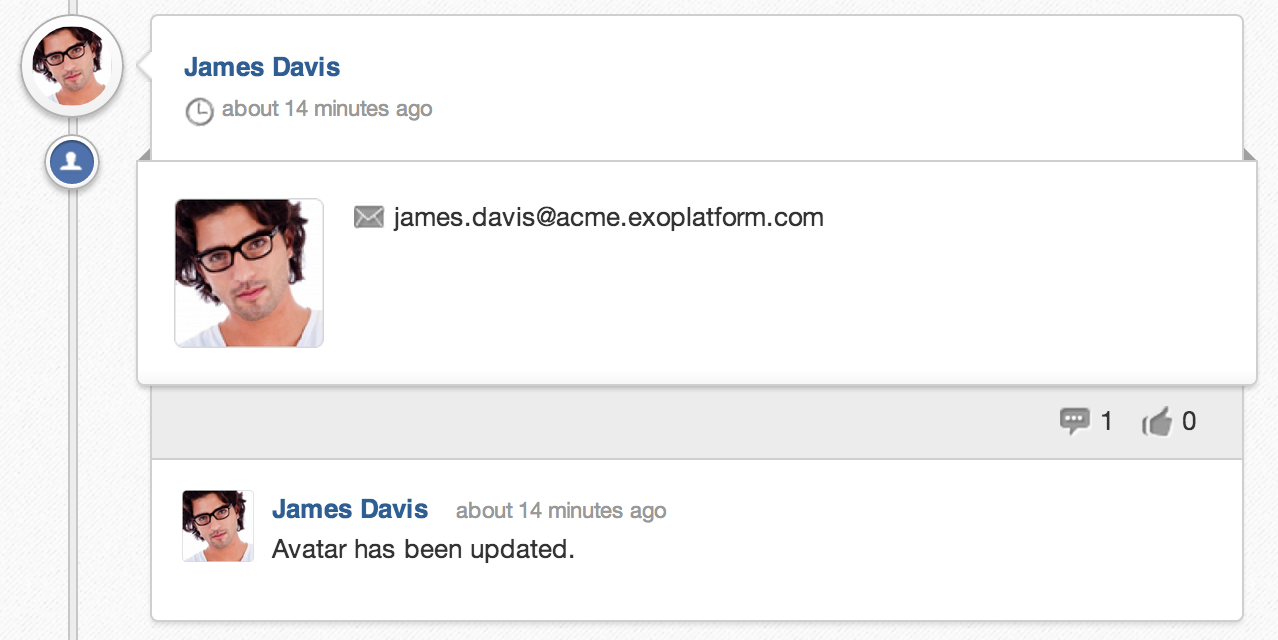 James Davis
about 14 minutes ago
james.davis@acme.exoplatform.com
1 0
James Davis about 14 minutes ago
Avatar has been updated.